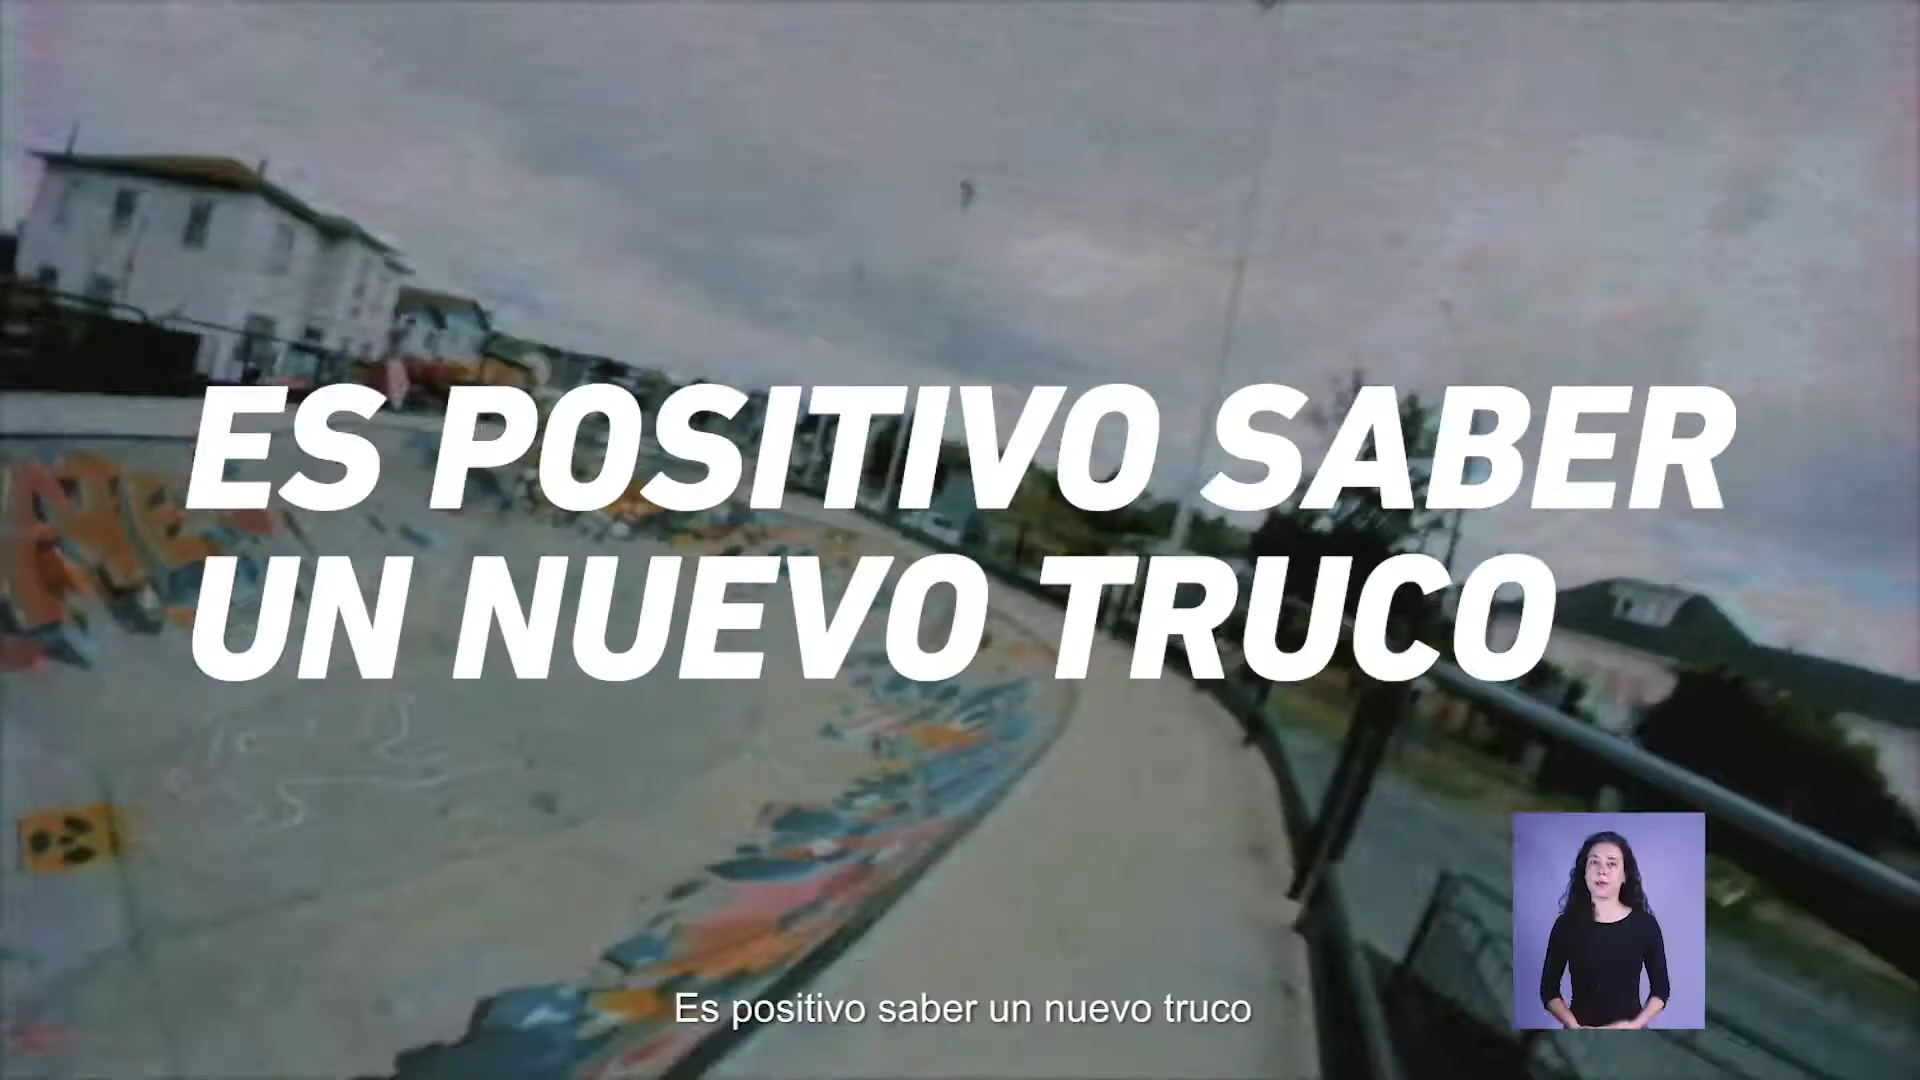 ES POSITIVO SABER
UN NUEVO TRUCO
Es positivo saber un nuevo truco